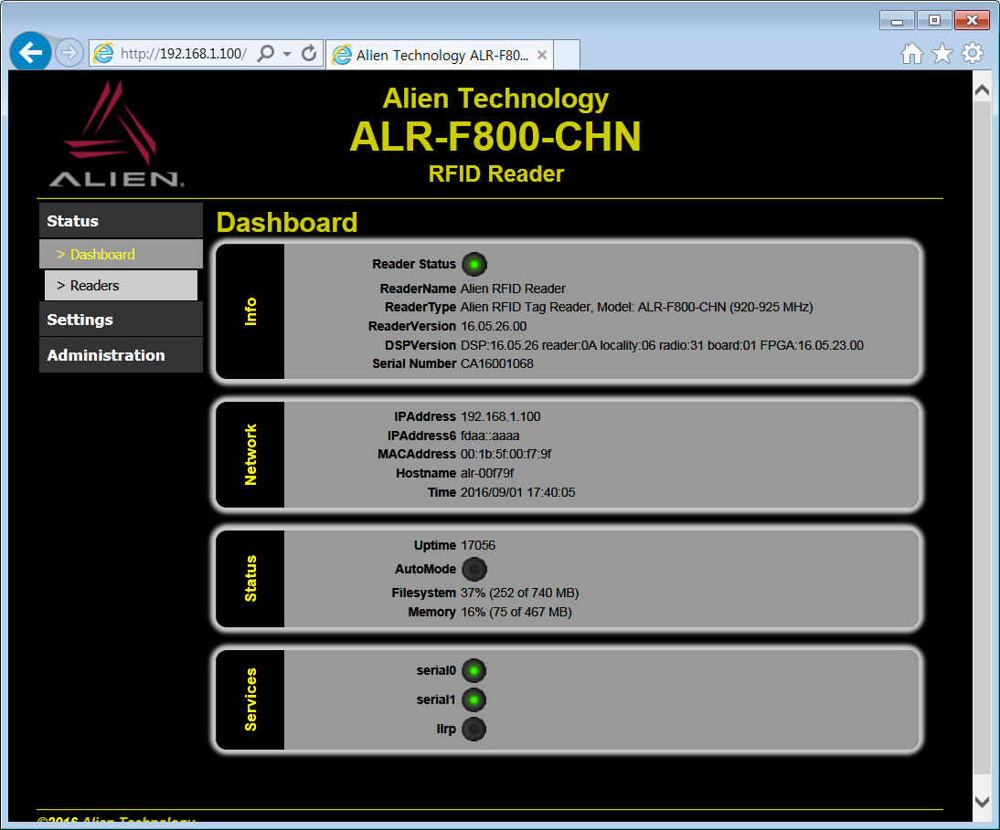 http://192.168.1.100/
Alien Technology ALR-F80...
ALIEN.
Alien Technology
ALR-F800-CHN
RFID Reader
Status
> Dashboard
> Readers
Settings
Administration
Dashboard
Info
Reader Status
ReaderName Alien RFID Reader
ReaderType Alien RFID Tag Reader, Model: ALR-F800-CHN (920-925 MHz)
ReaderVersion 16.05.26.00
DSPVersion DSP:16.05.26 reader:0A locality:06 radio:31 board:01 FPGA:16.05.23.00
Serial Number CA16001068
Network
IPAddress 192.168.1.100
IPAddress6 fdaa::aaaa
MACAddress 00:1b:5f:00:f7:9f
Hostname alr-00f79f
Time 2016/09/01 17:40:05
Status
Uptime 17056
AutoMode
Filesystem 37% (252 of 740 MB)
Memory 16% (75 of 467 MB)
Services
serial0
serial1
llrp
©2016 Alien Technology